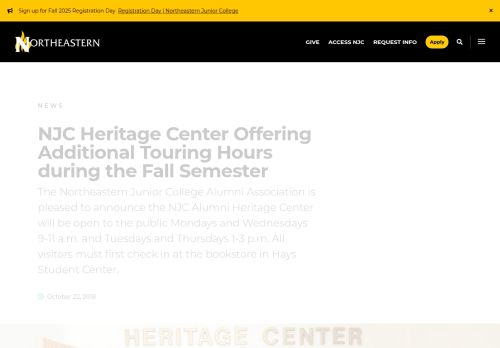 Sign up for Fall 2025 Registration Day Registration Day | Northeastern Junior College ×
NORTHEASTERN GIVE ACCESS NJC REQUEST INFO Apply
NEWS
NJC Heritage Center Offering
Additional Touring Hours
during the Fall Semester
The Northeastern Junior College Alumni Association is
pleased to announce the NJC Alumni Heritage Center
will be open to the public Mondays and Wednesdays
9-11 a.m. and Tuesdays and Thursdays 1-3 p.m. All
visitors must first check in at the bookstore in Hays
Student Center.
October 22, 2018
HERITAGE CENTER